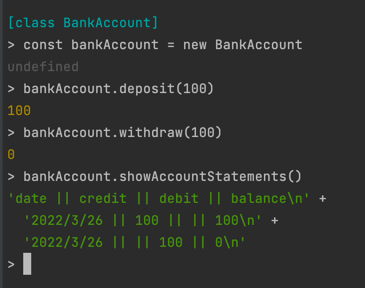 [class BankAccount]
> const bankAccount = new BankAccount
undefined
> bankAccount.deposit(100)
100
> bankAccount.withdraw(100)
0
> bankAccount.showAccountStatements()
'date || credit || debit || balance\n' +
  '2022/3/26 || 100 || || 100\n' +
  '2022/3/26 || || 100 || 0\n'
>